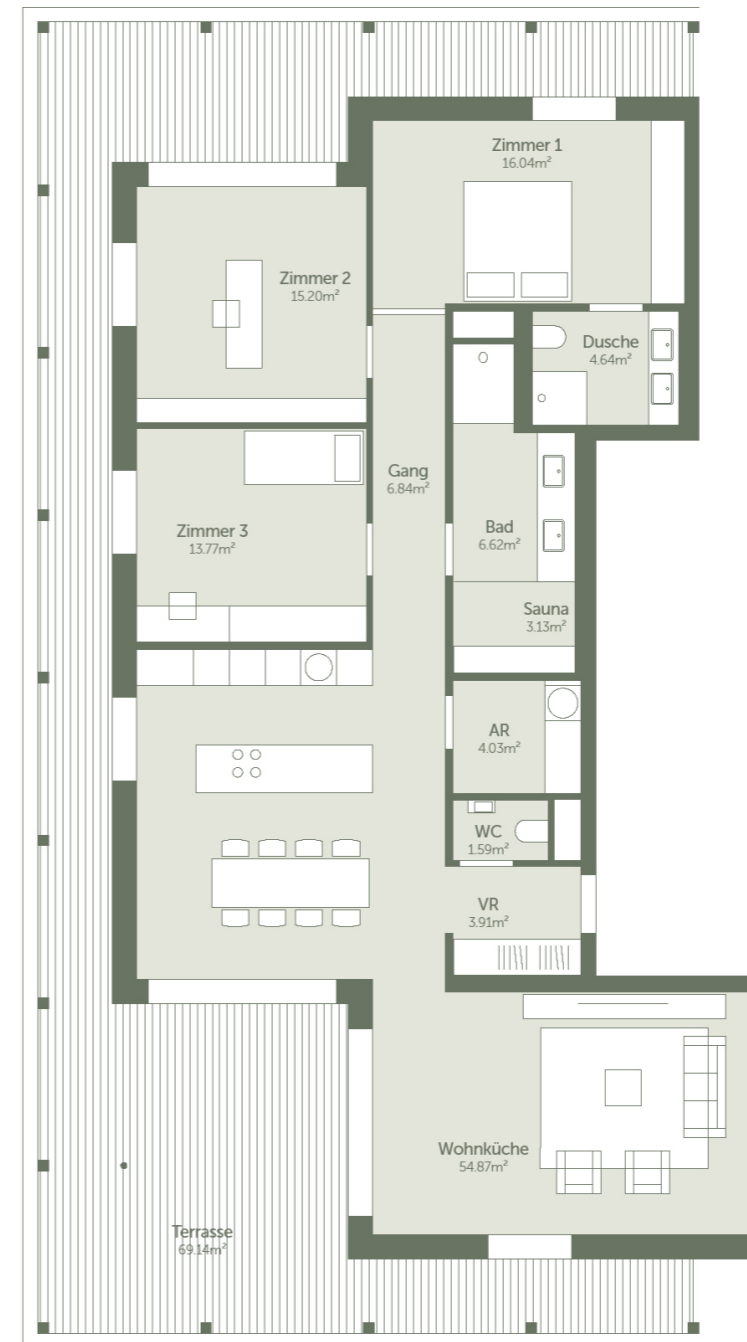 Zimmer 1
16.04m²
Zimmer 2
15.20m²
Dusche
4.64m²
Gang
6.84m²
Zimmer 3
13.77m²
Bad
6.62m²
Sauna
3.13m²
AR
4.03m²
WC
1.59m²
VR
3.91m²
Wohnküche
54.87m²
Terrasse
69.14m²